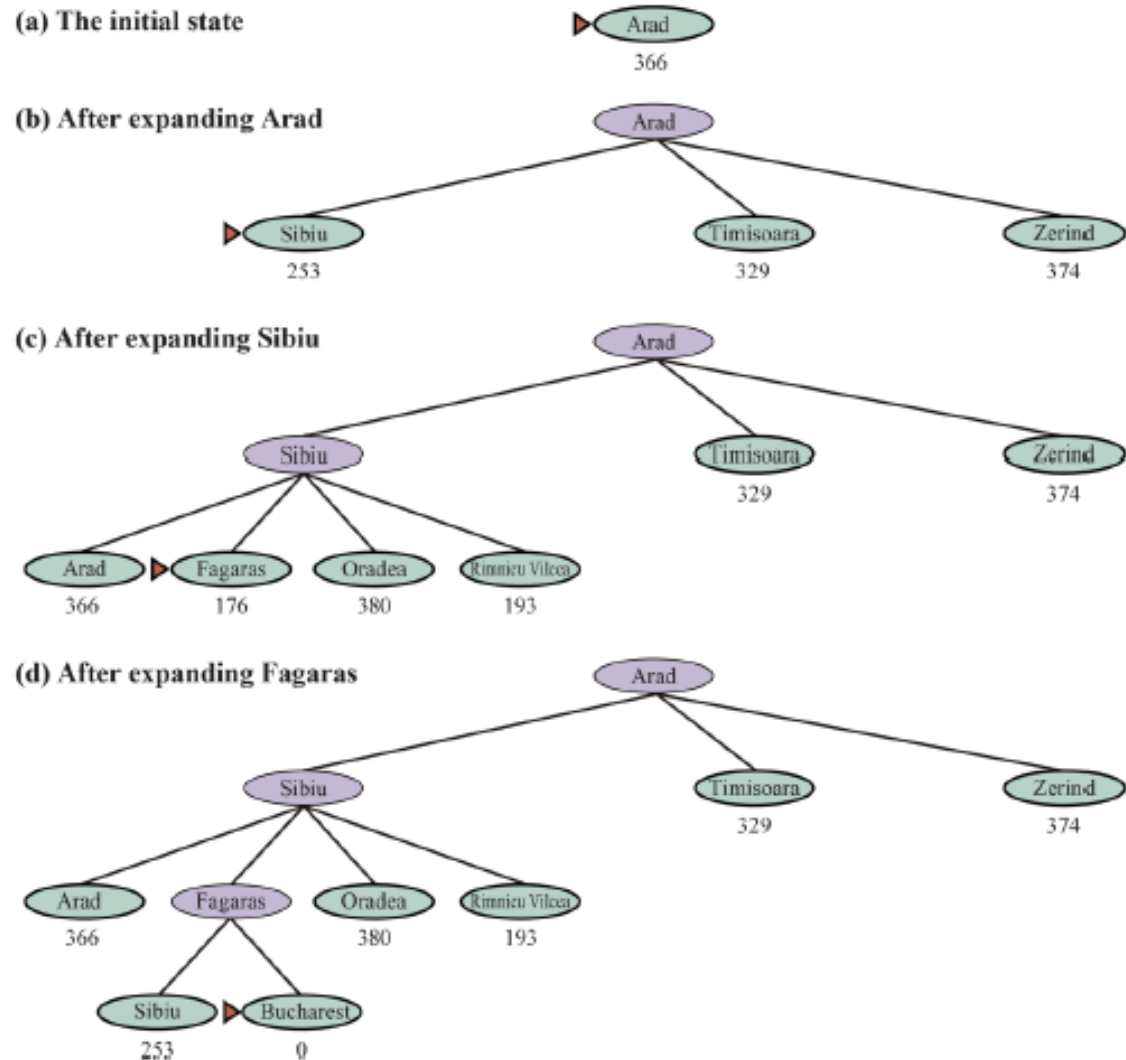 (a) The initial state
Arad
366
(b) After expanding Arad
Arad
Sibiu Timisoara Zerind
253 329 374
(c) After expanding Sibiu
Arad
Sibiu Timisoara Zerind
329 374
Arad Fagaras Oradea Rimnicu Vilcea
366 176 380 193
(d) After expanding Fagaras
Arad
Sibiu Timisoara Zerind
329 374
Arad Fagaras Oradea Rimnicu Vilcea
366 380 193
Sibiu Bucharest
253 0